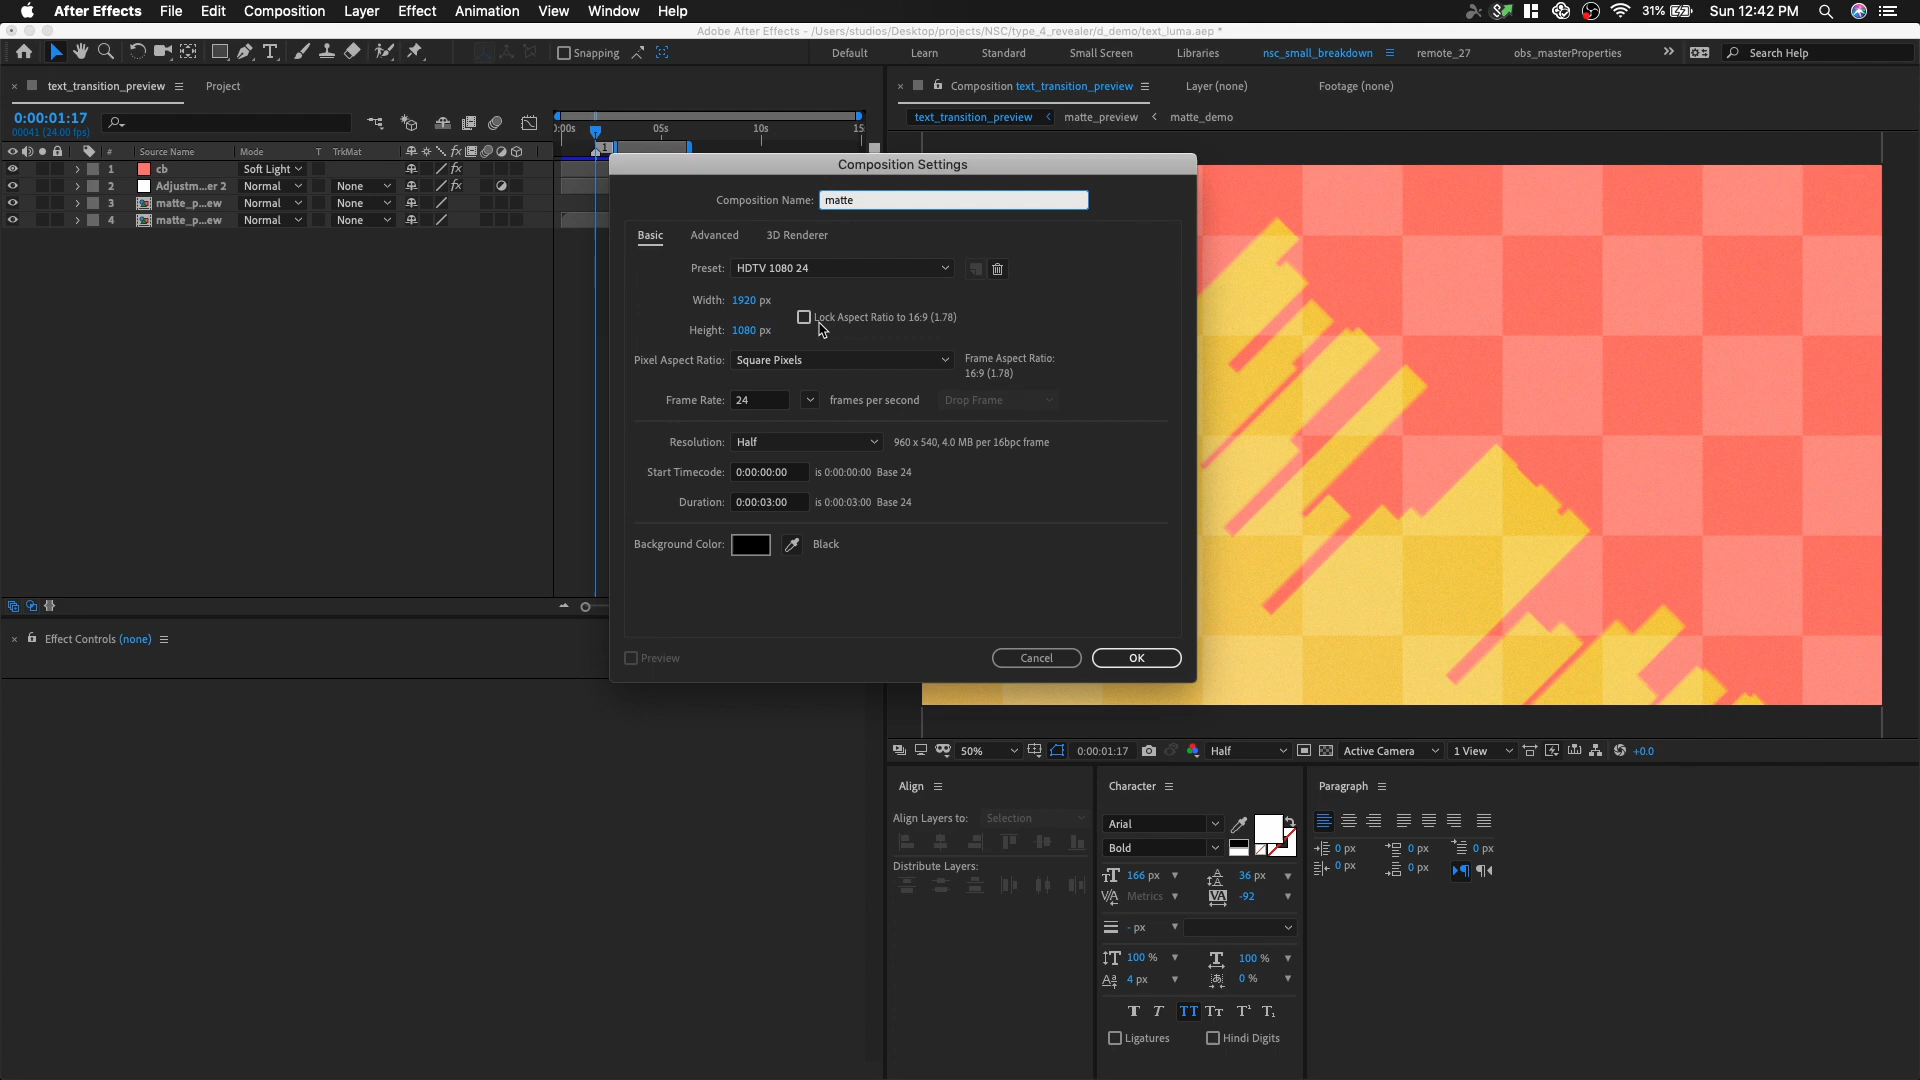 After Effects File Edit Composition Layer Effect Animation View Window Help 31% Sun 12:42 PM
Adobe After Effects - /Users/studios/Desktop/projects/NSC/type_4_revealer/d_demo/text_luma.aep *
Snapping Default Learn Standard Small Screen Libraries nsc_small_breakdown remote_27 obs_masterProperties Search Help
text_transition_preview Project
Composition text_transition_preview Layer (none) Footage (none)
text_transition_preview matte_preview matte_demo
0:00:01:17
00041 (24.00 fps)
:00s 05s 10s 15
# Source Name Mode T TrkMat
1 cb Soft Light
2 Adjustm...er 2 Normal None
3 matte_p...ew Normal None
4 matte_p...ew Normal None
1
Composition Settings
Composition Name: matte
Basic Advanced 3D Renderer
Preset: HDTV 1080 24
Width: 1920 px
Lock Aspect Ratio to 16:9 (1.78)
Height: 1080 px
Pixel Aspect Ratio: Square Pixels
Frame Aspect Ratio:
16:9 (1.78)
Frame Rate: 24 frames per second Drop Frame
Resolution: Half 960 x 540, 4.0 MB per 16bpc frame
Start Timecode: 0:00:00:00 is 0:00:00:00 Base 24
Duration: 0:00:03:00 is 0:00:03:00 Base 24
Background Color: Black
Preview Cancel OK
Effect Controls (none)
50% 0:00:01:17 Half Active Camera 1 View +0.0
Align
Align Layers to: Selection
Distribute Layers:
Character
Arial
Bold
166 px 36 px
Metrics -92
- px
100 % 100 %
4 px 0 %
T T TT TT T¹ T₁
Ligatures Hindi Digits
Paragraph
0 px 0 px 0 px
0 px 0 px